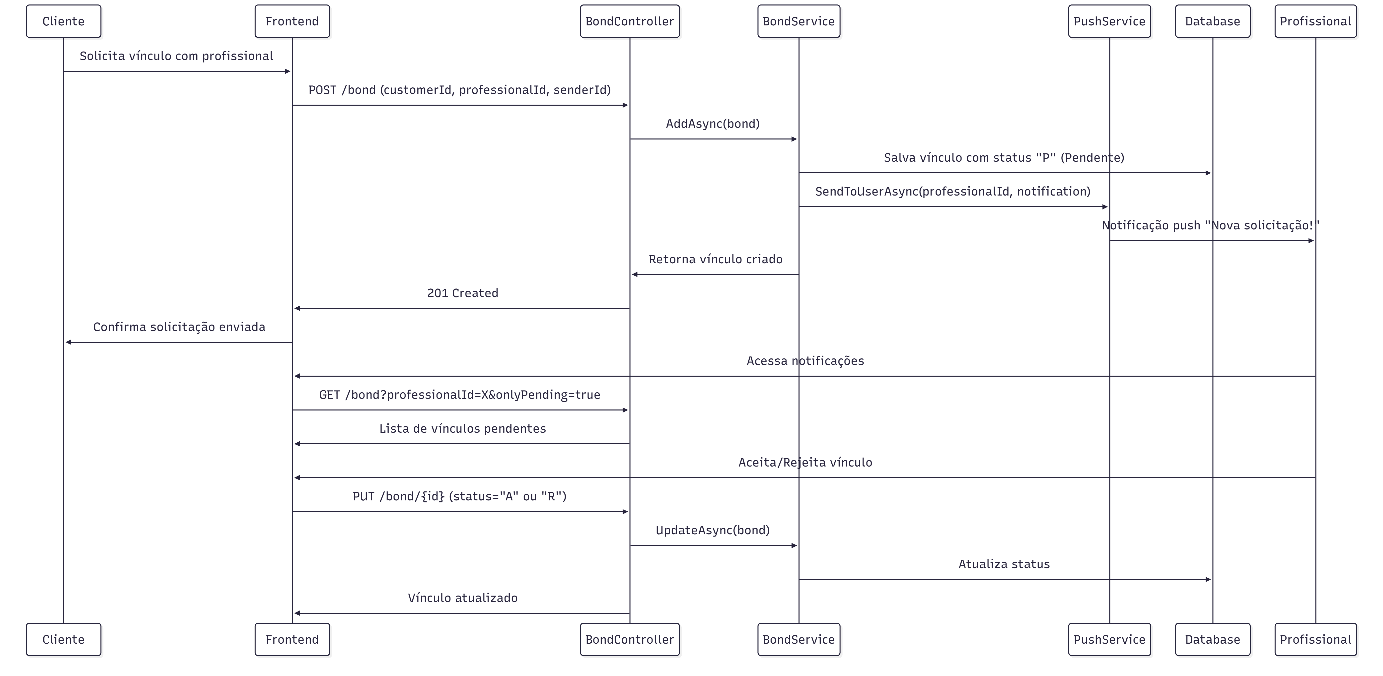 Cliente
Frontend
BondController
BondService
PushService
Database
Profissional
Solicita vínculo com profissional
POST /bond (customerId, professionalId, senderId)
AddAsync(bond)
Salva vínculo com status "P" (Pendente)
SendToUserAsync(professionalId, notification)
Notificação push "Nova solicitação!"
Retorna vínculo criado
201 Created
Confirma solicitação enviada
Acessa notificações
GET /bond?professionalId=X&onlyPending=true
Lista de vínculos pendentes
Aceita/Rejeita vínculo
PUT /bond/{id} (status="A" ou "R")
UpdateAsync(bond)
Atualiza status
Vínculo atualizado
Cliente
Frontend
BondController
BondService
PushService
Database
Profissional